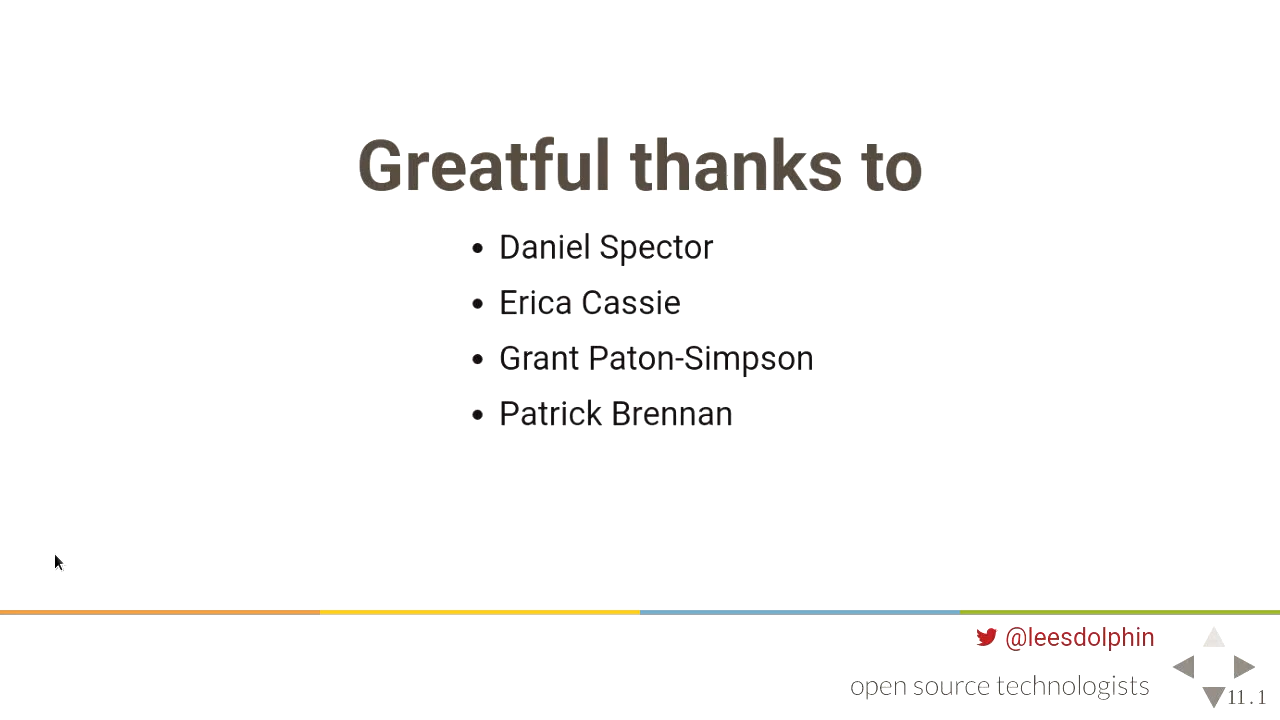 Greatful thanks to
Daniel Spector
Erica Cassie
Grant Paton-Simpson
Patrick Brennan
@leesdolphin
open source technologists
11.1